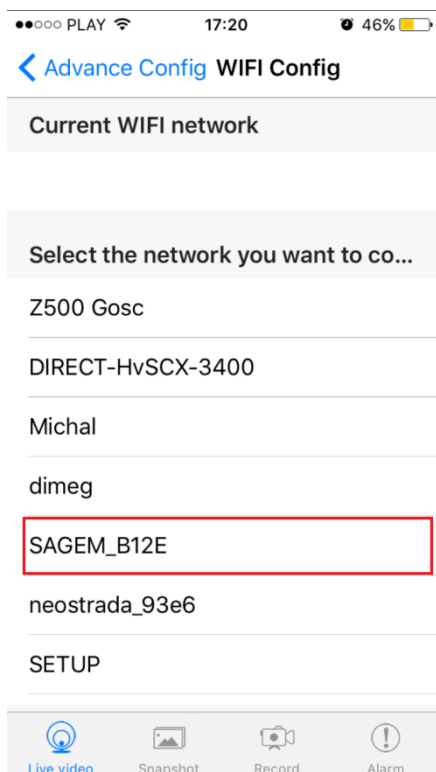 PLAY 17:20 46%
Advance Config WIFI Config
Current WIFI network
Select the network you want to co...
Z500 Gosc
DIRECT-HvSCX-3400
Michal
dimeg
SAGEM_B12E
neostrada_93e6
SETUP
Live video Snapshot Record Alarm